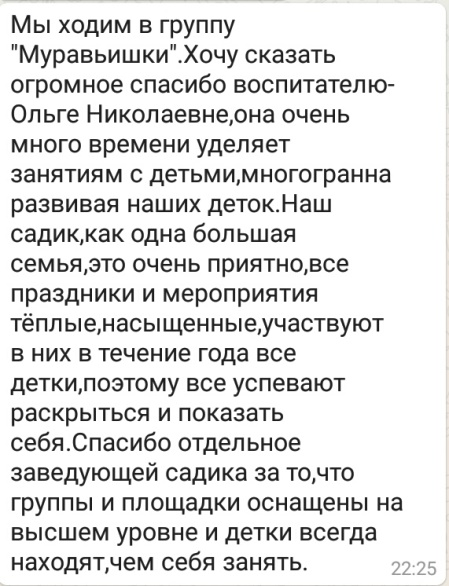 Мы ходим в группу
"Муравьишки".Хочу сказать
огромное спасибо воспитателю-
Ольге Николаевне,она очень
много времени уделяет
занятиям с детьми,многогранна
развивая наших деток.Наш
садик,как одна большая
семья,это очень приятно,все
праздники и мероприятия
тёплые,насыщенные,участвуют
в них в течение года все
детки,поэтому все успевают
раскрыться и показать
себя.Спасибо отдельное
заведующей садика за то,что
группы и площадки оснащены на
высшем уровне и детки всегда
находят,чем себя занять.
22:25